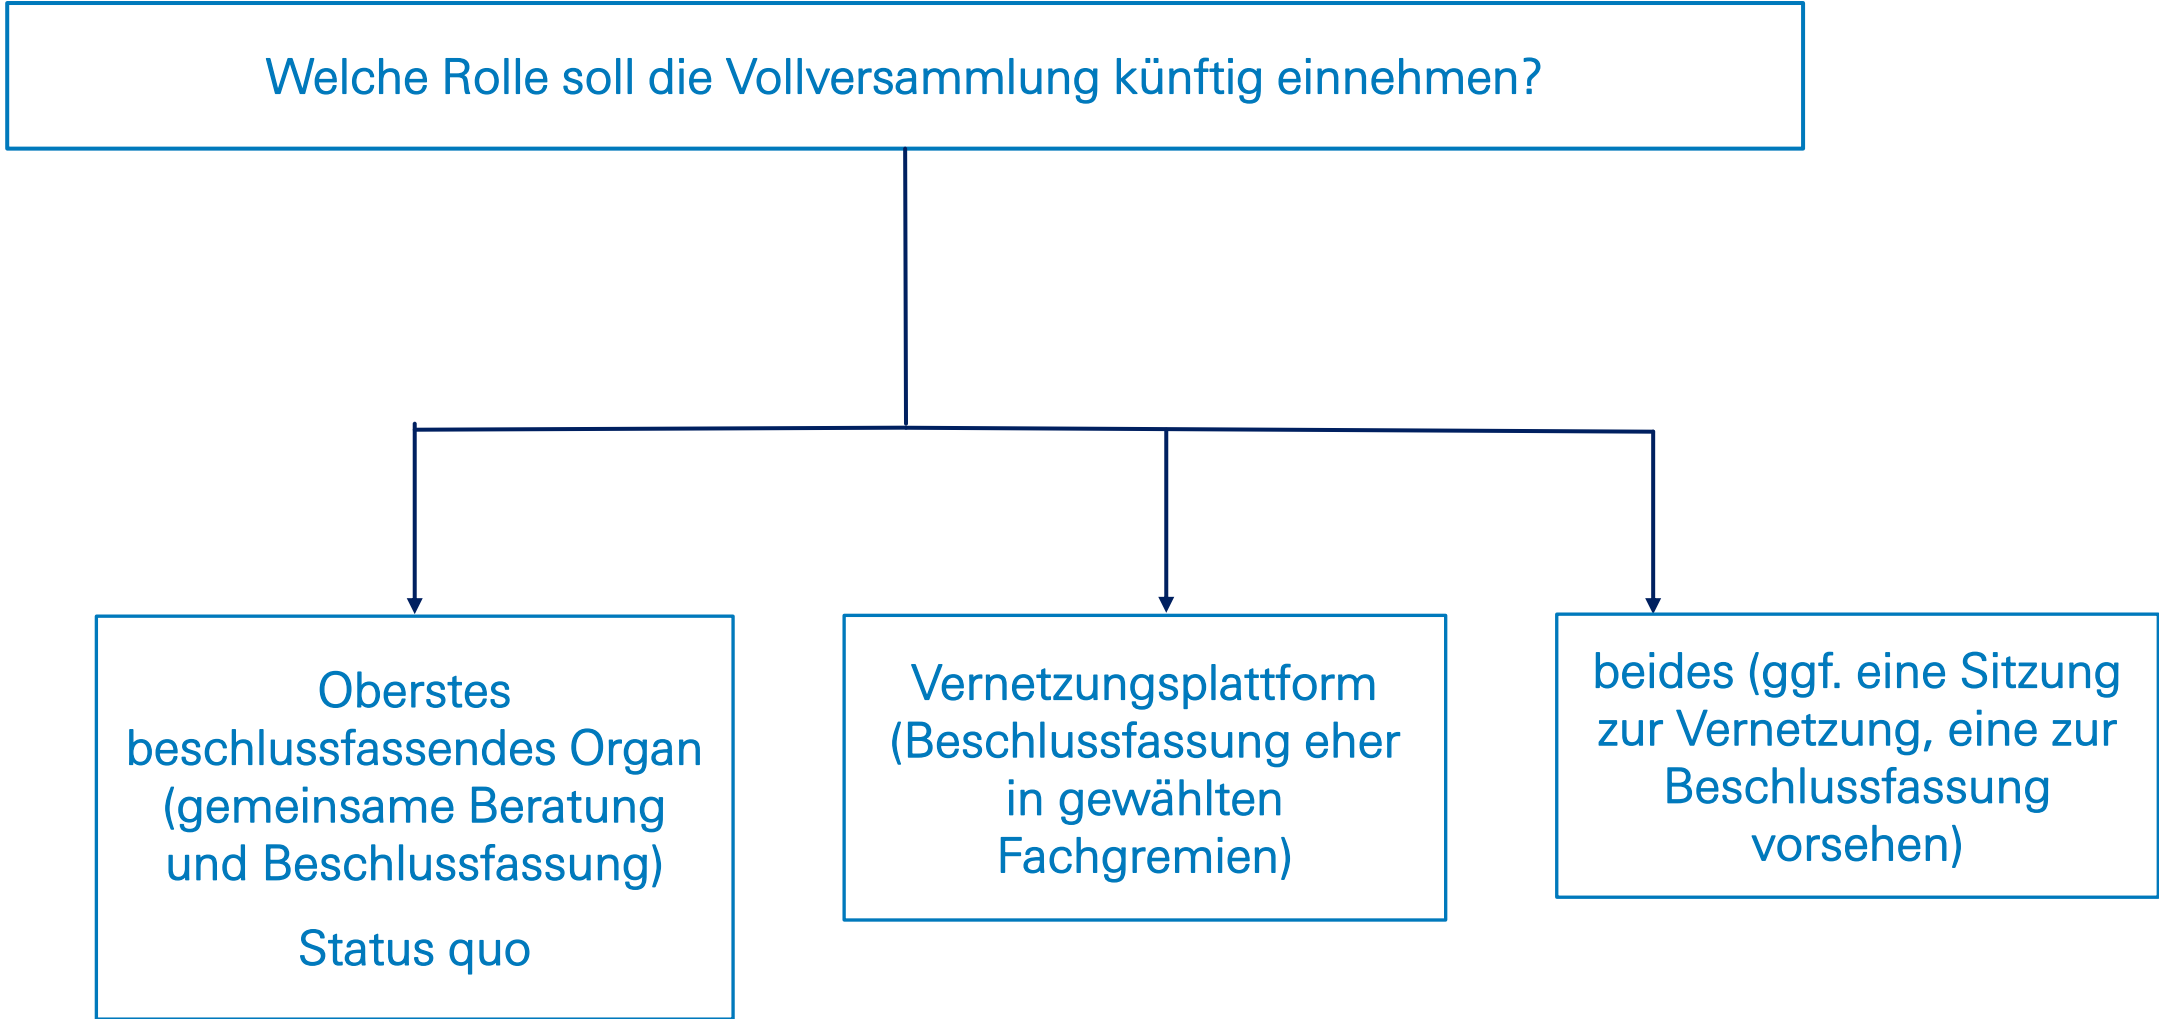 Welche Rolle soll die Vollversammlung künftig einnehmen?
Oberstes
beschlussfassendes Organ
(gemeinsame Beratung
und Beschlussfassung)
Status quo
Vernetzungsplattform
(Beschlussfassung eher
in gewählten
Fachgremien)
beides (ggf. eine Sitzung
zur Vernetzung, eine zur
Beschlussfassung
vorsehen)